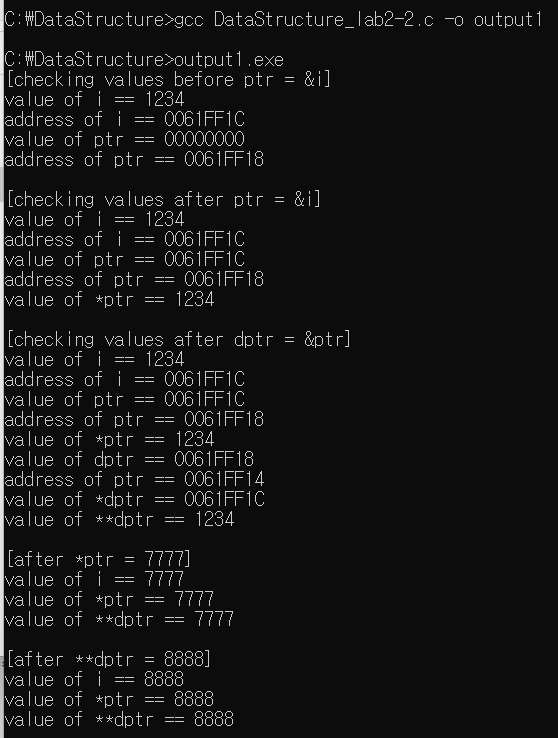 C:₩DataStructure>gcc DataStructure_lab2-2.c -o output1
C:₩DataStructure>output1.exe
[checking values before ptr = &i]
value of i == 1234
address of i == 0061FF1C
value of ptr == 00000000
address of ptr == 0061FF18
[checking values after ptr = &i]
value of i == 1234
address of i == 0061FF1C
value of ptr == 0061FF1C
address of ptr == 0061FF18
value of *ptr == 1234
[checking values after dptr = &ptr]
value of i == 1234
address of i == 0061FF1C
value of ptr == 0061FF1C
address of ptr == 0061FF18
value of *ptr == 1234
value of dptr == 0061FF18
address of ptr == 0061FF14
value of *dptr == 0061FF1C
value of **dptr == 1234
[after *ptr = 7777]
value of i == 7777
value of *ptr == 7777
value of **dptr == 7777
[after **dptr = 8888]
value of i == 8888
value of *ptr == 8888
value of **dptr == 8888